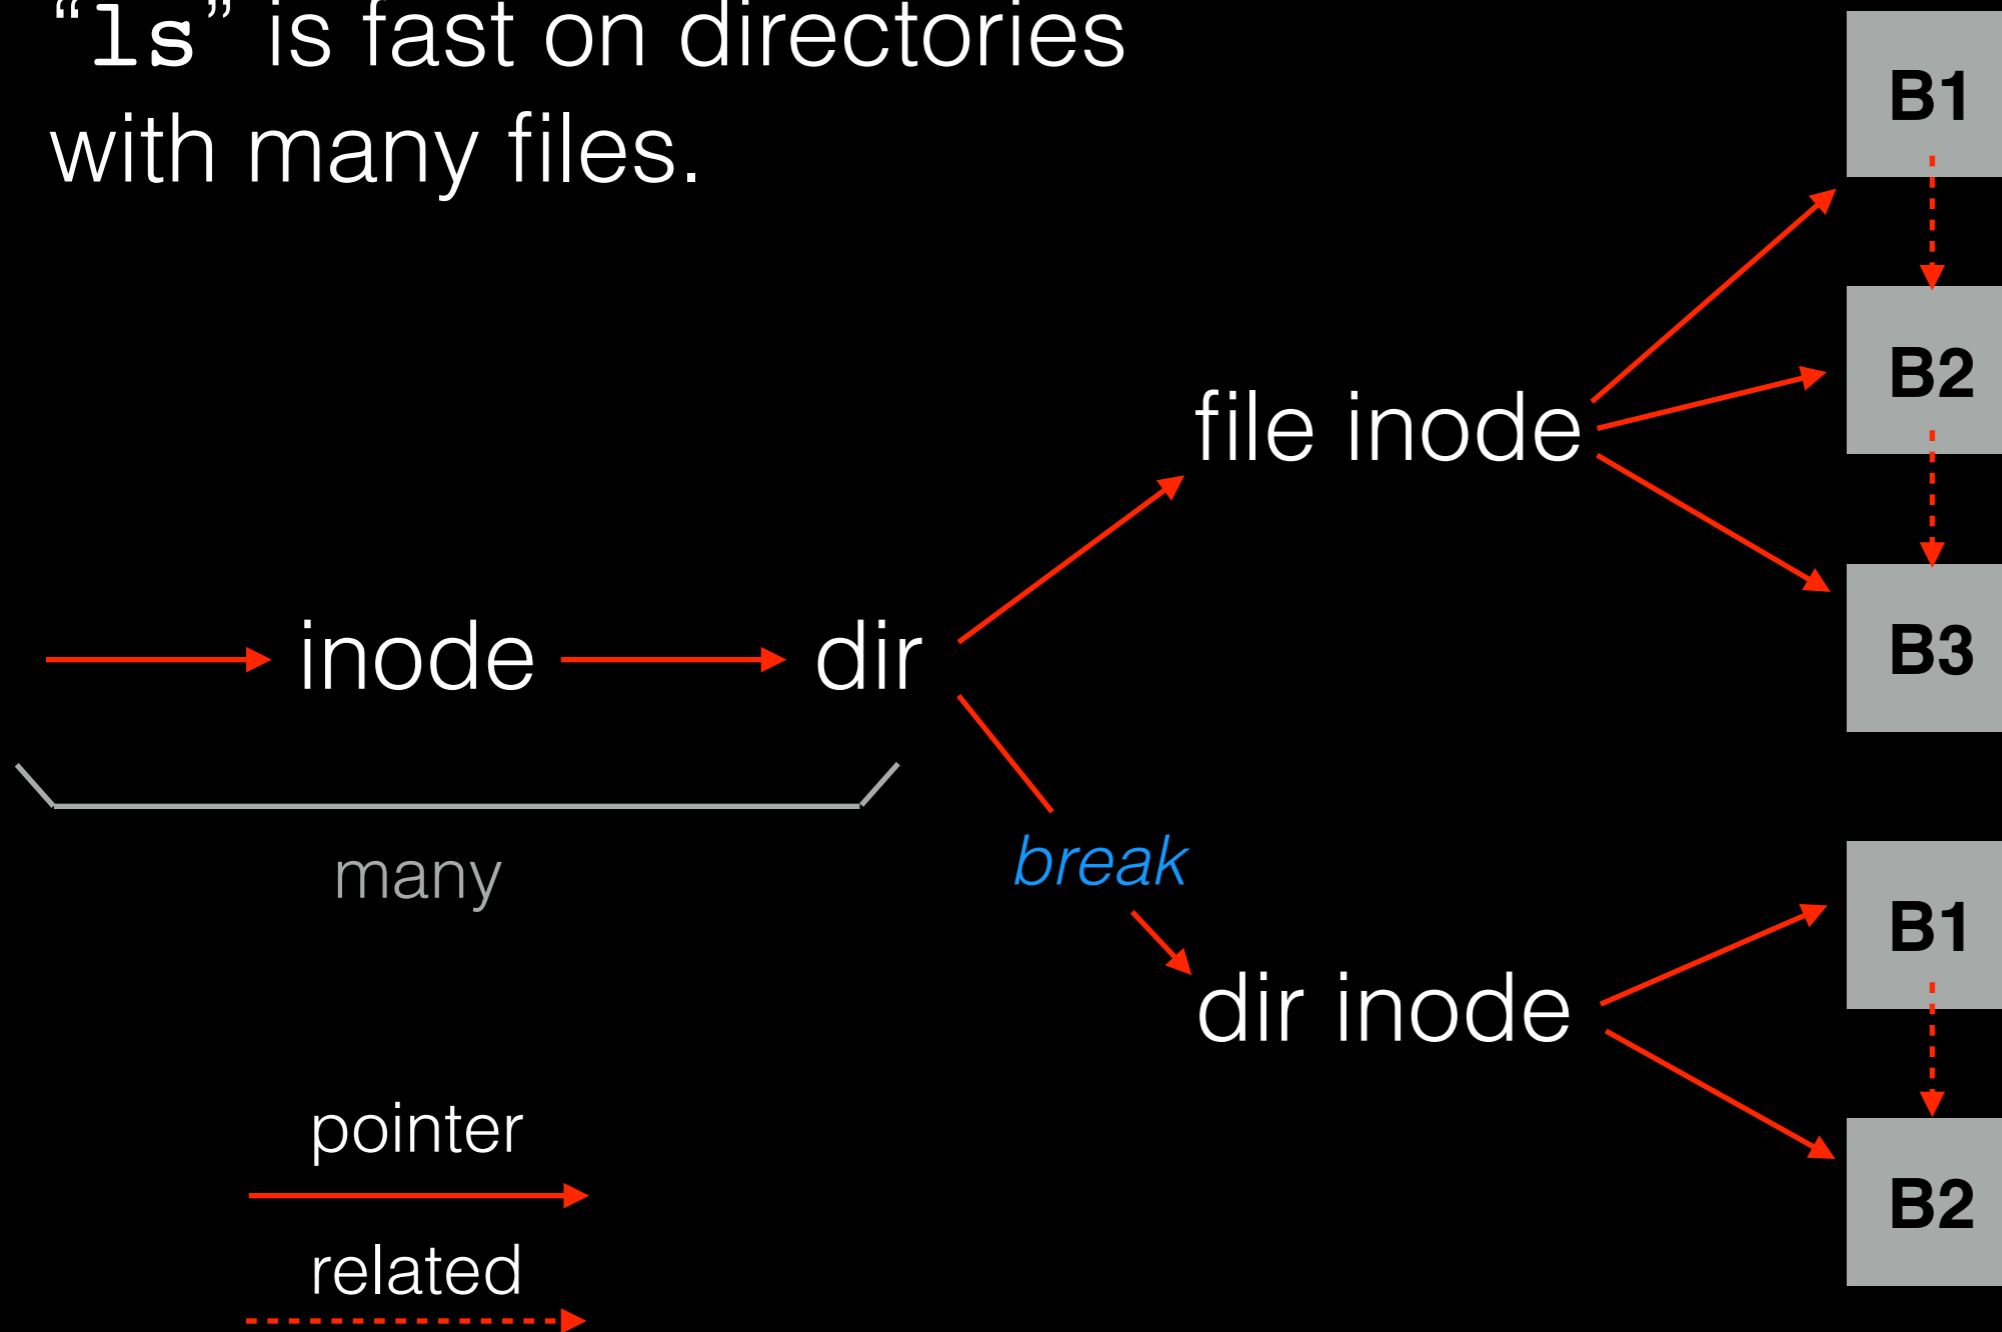 “ls” is fast on directories
with many files.
B1
B2
file inode
inode
dir
B3
many
break
B1
dir inode
pointer
B2
related